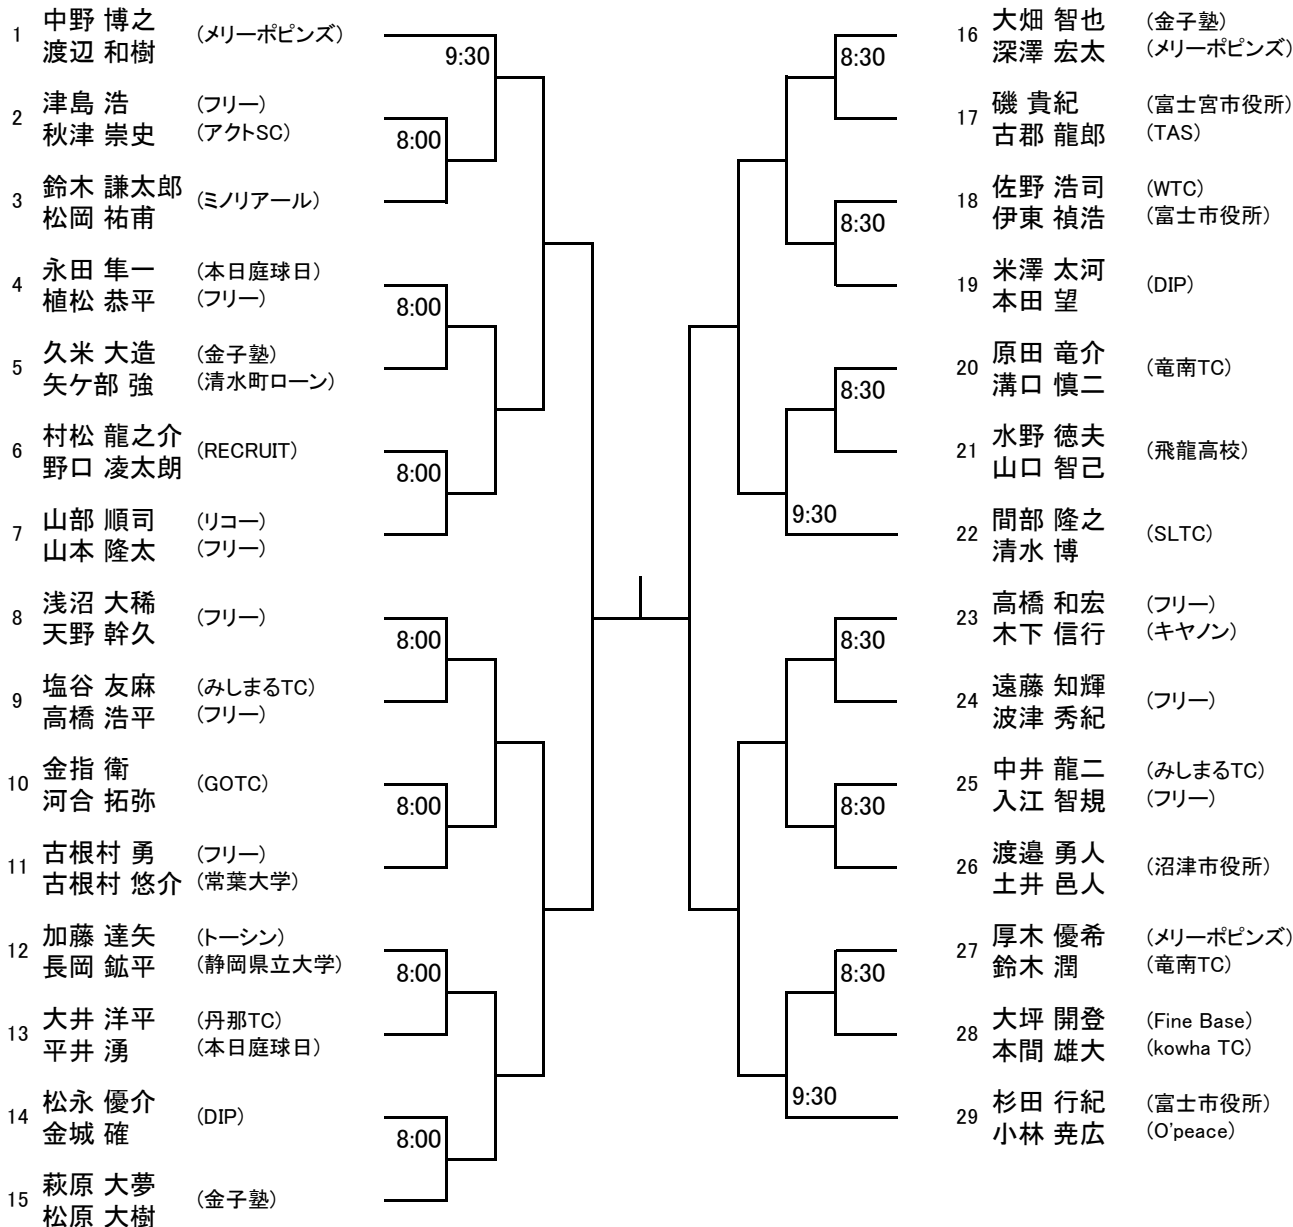 1 中野 博之 (メリーポピンズ)
渡辺 和樹
9:30
2 津島 浩 (フリー)
秋津 崇史 (アクトSC)
8:00
3 鈴木 謙太郎 (ミノリアール)
松岡 祐甫
4 永田 隼一 (本日庭球日)
植松 恭平 (フリー)
8:00
5 久米 大造 (金子塾)
矢ケ部 強 (清水町ローン)
6 村松 龍之介 (RECRUIT)
野口 凌太朗
8:00
7 山部 順司 (リコー)
山本 隆太 (フリー)
8 浅沼 大稀 (フリー)
天野 幹久
8:00
9 塩谷 友麻 (みしまるTC)
高橋 浩平 (フリー)
10 金指 衛 (GOTC)
河合 拓弥
8:00
11 古根村 勇 (フリー)
古根村 悠介 (常葉大学)
12 加藤 達矢 (トーシン)
長岡 鉱平 (静岡県立大学)
8:00
13 大井 洋平 (丹那TC)
平井 湧 (本日庭球日)
14 松永 優介 (DIP)
金城 確
8:00
15 萩原 大夢 (金子塾)
松原 大樹
16 大畑 智也 (金子塾)
深澤 宏太 (メリーポピンズ)
8:30
17 磯 貴紀 (富士宮市役所)
古郡 龍郎 (TAS)
18 佐野 浩司 (WTC)
伊東 禎浩 (富士市役所)
8:30
19 米澤 太河 (DIP)
本田 望
20 原田 竜介 (竜南TC)
溝口 慎二
8:30
21 水野 徳夫 (飛龍高校)
山口 智己
9:30
22 間部 隆之 (SLTC)
清水 博
23 高橋 和宏 (フリー)
木下 信行 (キヤノン)
8:30
24 遠藤 知輝 (フリー)
波津 秀紀
25 中井 龍二 (みしまるTC)
入江 智規 (フリー)
8:30
26 渡邉 勇人 (沼津市役所)
土井 邑人
27 厚木 優希 (メリーポピンズ)
鈴木 潤 (竜南TC)
8:30
28 大坪 開登 (Fine Base)
本間 雄大 (kowha TC)
9:30
29 杉田 行紀 (富士市役所)
小林 尭広 (O'peace)